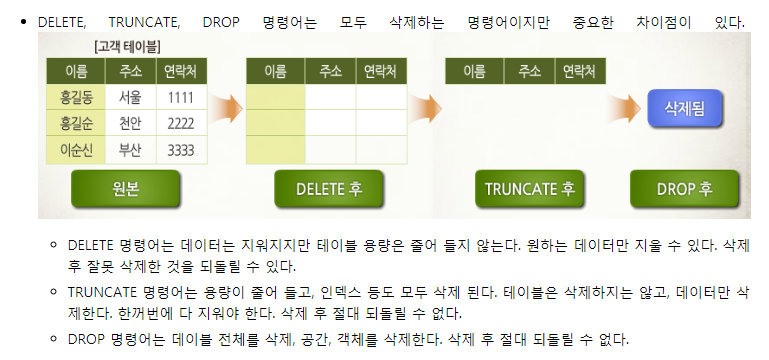 DELETE, TRUNCATE, DROP 명령어는 모두 삭제하는 명령어이지만 중요한 차이점이 있다.
[고객 테이블]
이름 주소 연락처 이름 주소 연락처 이름 주소 연락처
홍길동 서울 1111
홍길순 천안 2222
이순신 부산 3333
삭제됨
원본 DELETE 후 TRUNCATE 후 DROP 후
DELETE 명령어는 데이터는 지워지지만 테이블 용량은 줄어 들지 않는다. 원하는 데이터만 지울 수 있다. 삭제
후 잘못 삭제한 것을 되돌릴 수 있다.
TRUNCATE 명령어는 용량이 줄어 들고, 인덱스 등도 모두 삭제 된다. 테이블은 삭제하지는 않고, 데이터만 삭
제한다. 한꺼번에 다 지워야 한다. 삭제 후 절대 되돌릴 수 없다.
DROP 명령어는 데이블 전체를 삭제, 공간, 객체를 삭제한다. 삭제 후 절대 되돌릴 수 없다.